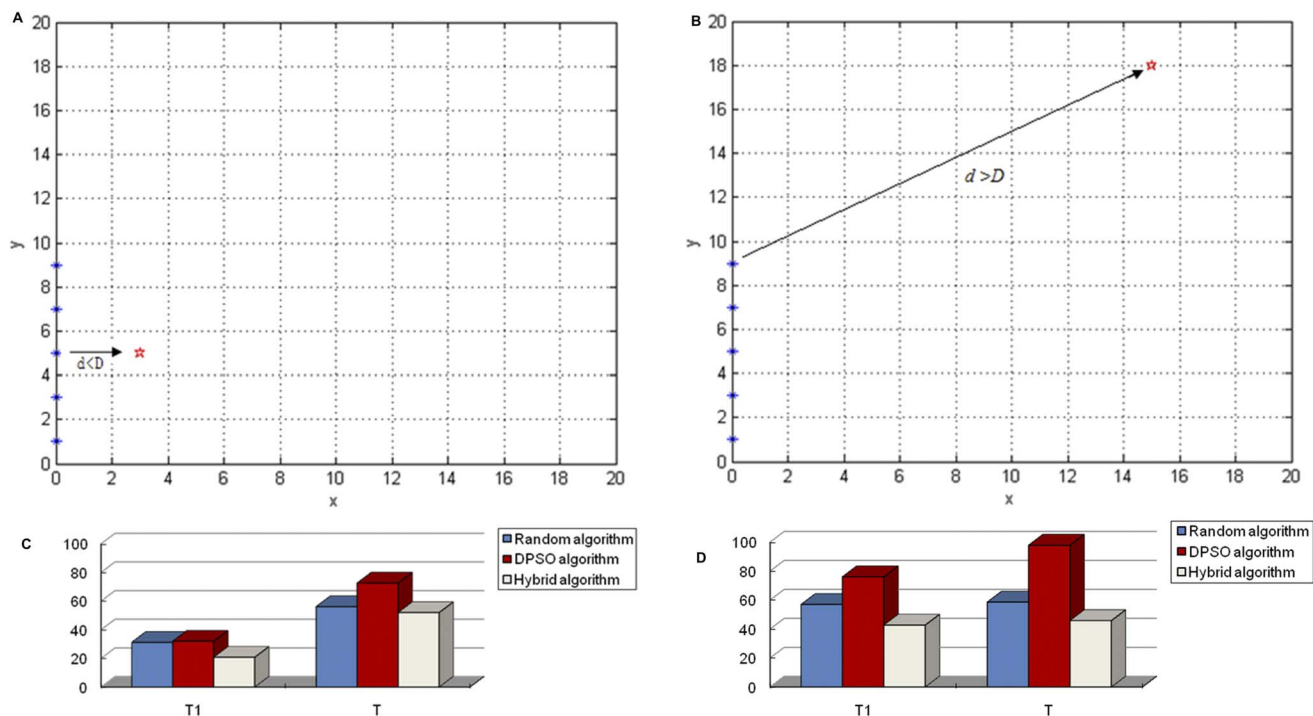 A
20
18
16
14
12
10
8
6
4
2
0
y
d<D
0 2 4 6 8 10 12 14 16 18 20
x
B
20
18
16
14
12
10
8
6
4
2
0
y
d >D
0 2 4 6 8 10 12 14 16 18 20
x
C
100
80
60
40
20
0
T1 T
Random algorithm
DPSO algorithm
Hybrid algorithm
D
100
80
60
40
20
0
T1 T
Random algorithm
DPSO algorithm
Hybrid algorithm